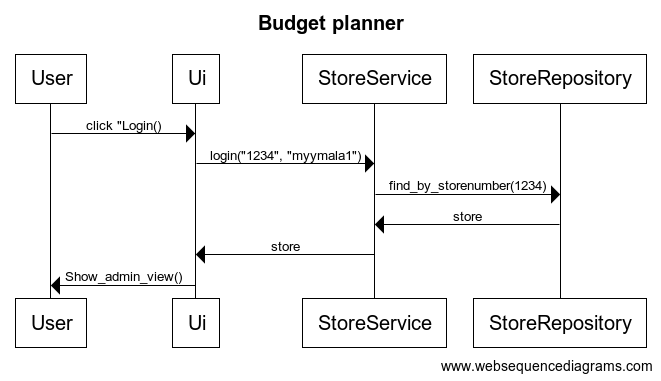 Budget planner
User Ui StoreService StoreRepository
click "Login()
login("1234", "myymala1")
find_by_storenumber(1234)
store
store
Show_admin_view()
User Ui StoreService StoreRepository
www.websequencediagrams.com